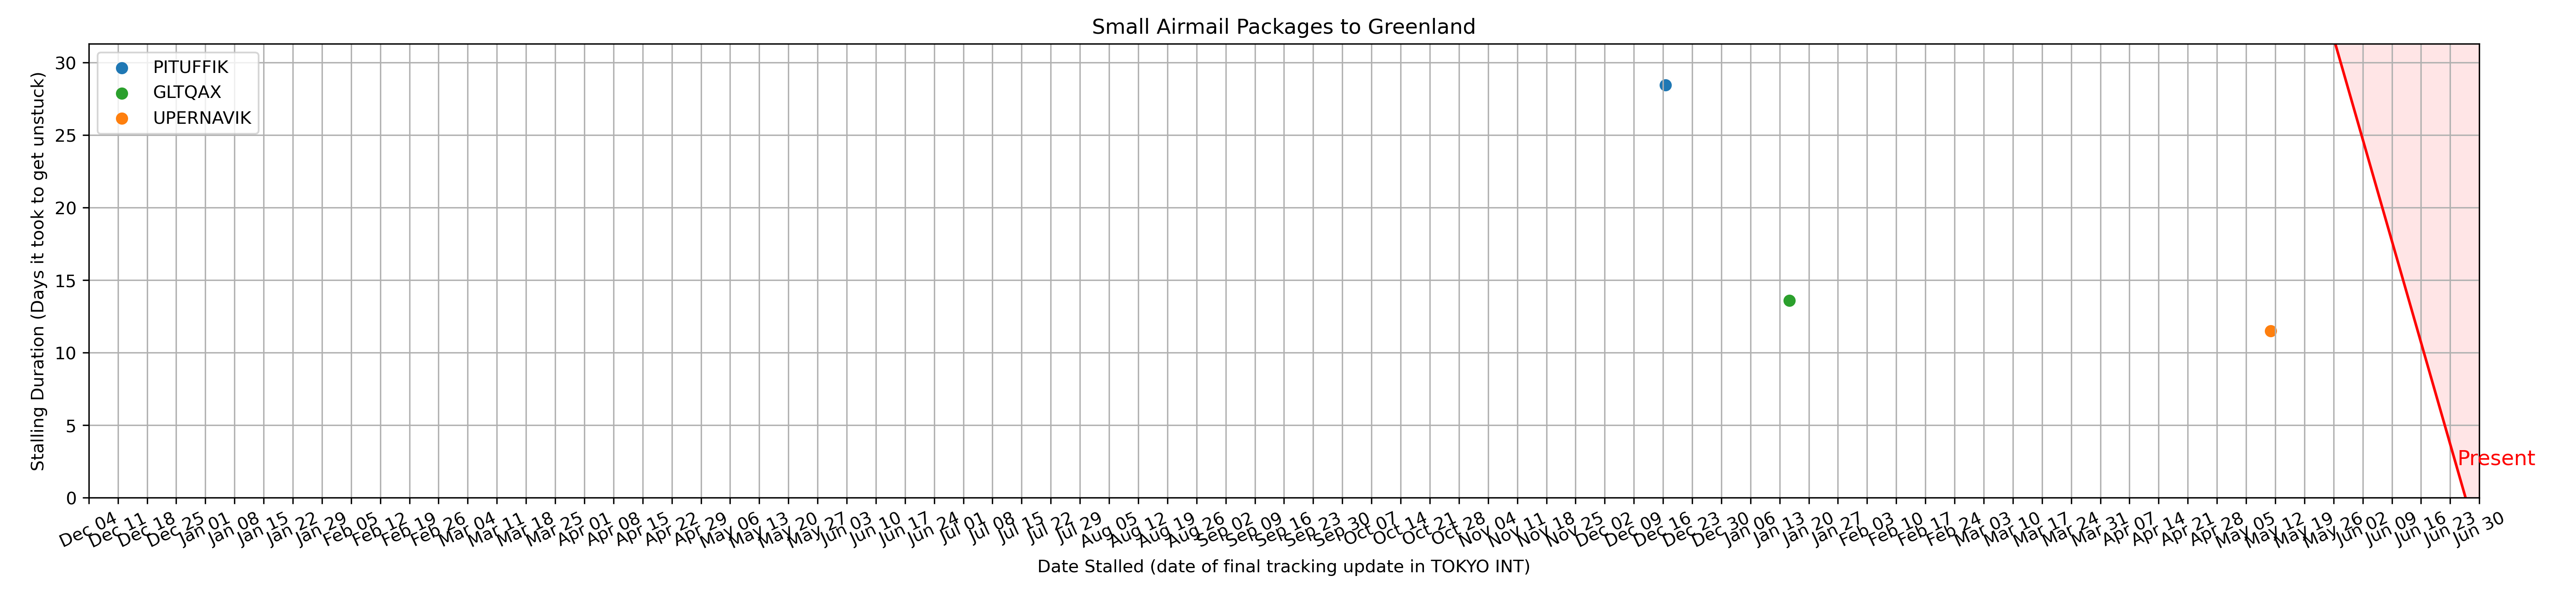 Small Airmail Packages to Greenland
Stalling Duration (Days it took to get unstuck)
30
25
20
15
10
5
0
PITUFFIK
GLTQAX
UPERNAVIK
Present
Dec 04
Dec 11
Dec 18
Dec 25
Jan 01
Jan 08
Jan 15
Jan 22
Jan 29
Feb 05
Feb 12
Feb 19
Feb 26
Mar 04
Mar 11
Mar 18
Mar 25
Apr 01
Apr 08
Apr 15
Apr 22
Apr 29
May 06
May 13
May 20
May 27
Jun 03
Jun 10
Jun 17
Jun 24
Jul 01
Jul 08
Jul 15
Jul 22
Jul 29
Aug 05
Aug 12
Aug 19
Aug 26
Sep 02
Sep 09
Sep 16
Sep 23
Sep 30
Oct 07
Oct 14
Oct 21
Oct 28
Nov 04
Nov 11
Nov 18
Nov 25
Dec 02
Dec 09
Dec 16
Dec 23
Dec 30
Jan 06
Jan 13
Jan 20
Jan 27
Feb 03
Feb 10
Feb 17
Feb 24
Mar 03
Mar 10
Mar 17
Mar 24
Mar 31
Apr 07
Apr 14
Apr 21
Apr 28
May 05
May 12
May 19
May 26
Jun 02
Jun 09
Jun 16
Jun 23
Jun 30
Date Stalled (date of final tracking update in TOKYO INT)